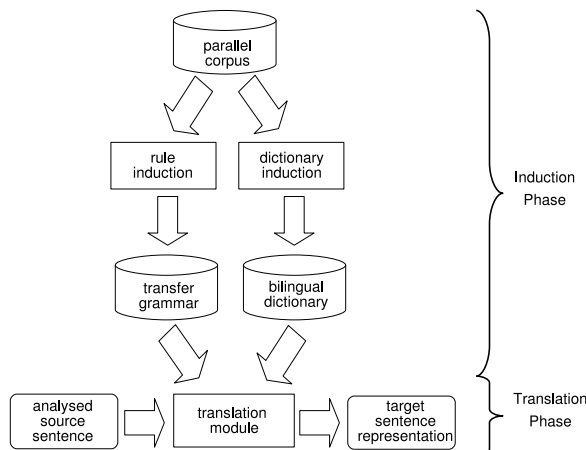 parallel
corpus
rule
induction
dictionary
induction
Induction
Phase
transfer
grammar
bilingual
dictionary
analysed
source
sentence
translation
module
target
sentence
representation
Translation
Phase